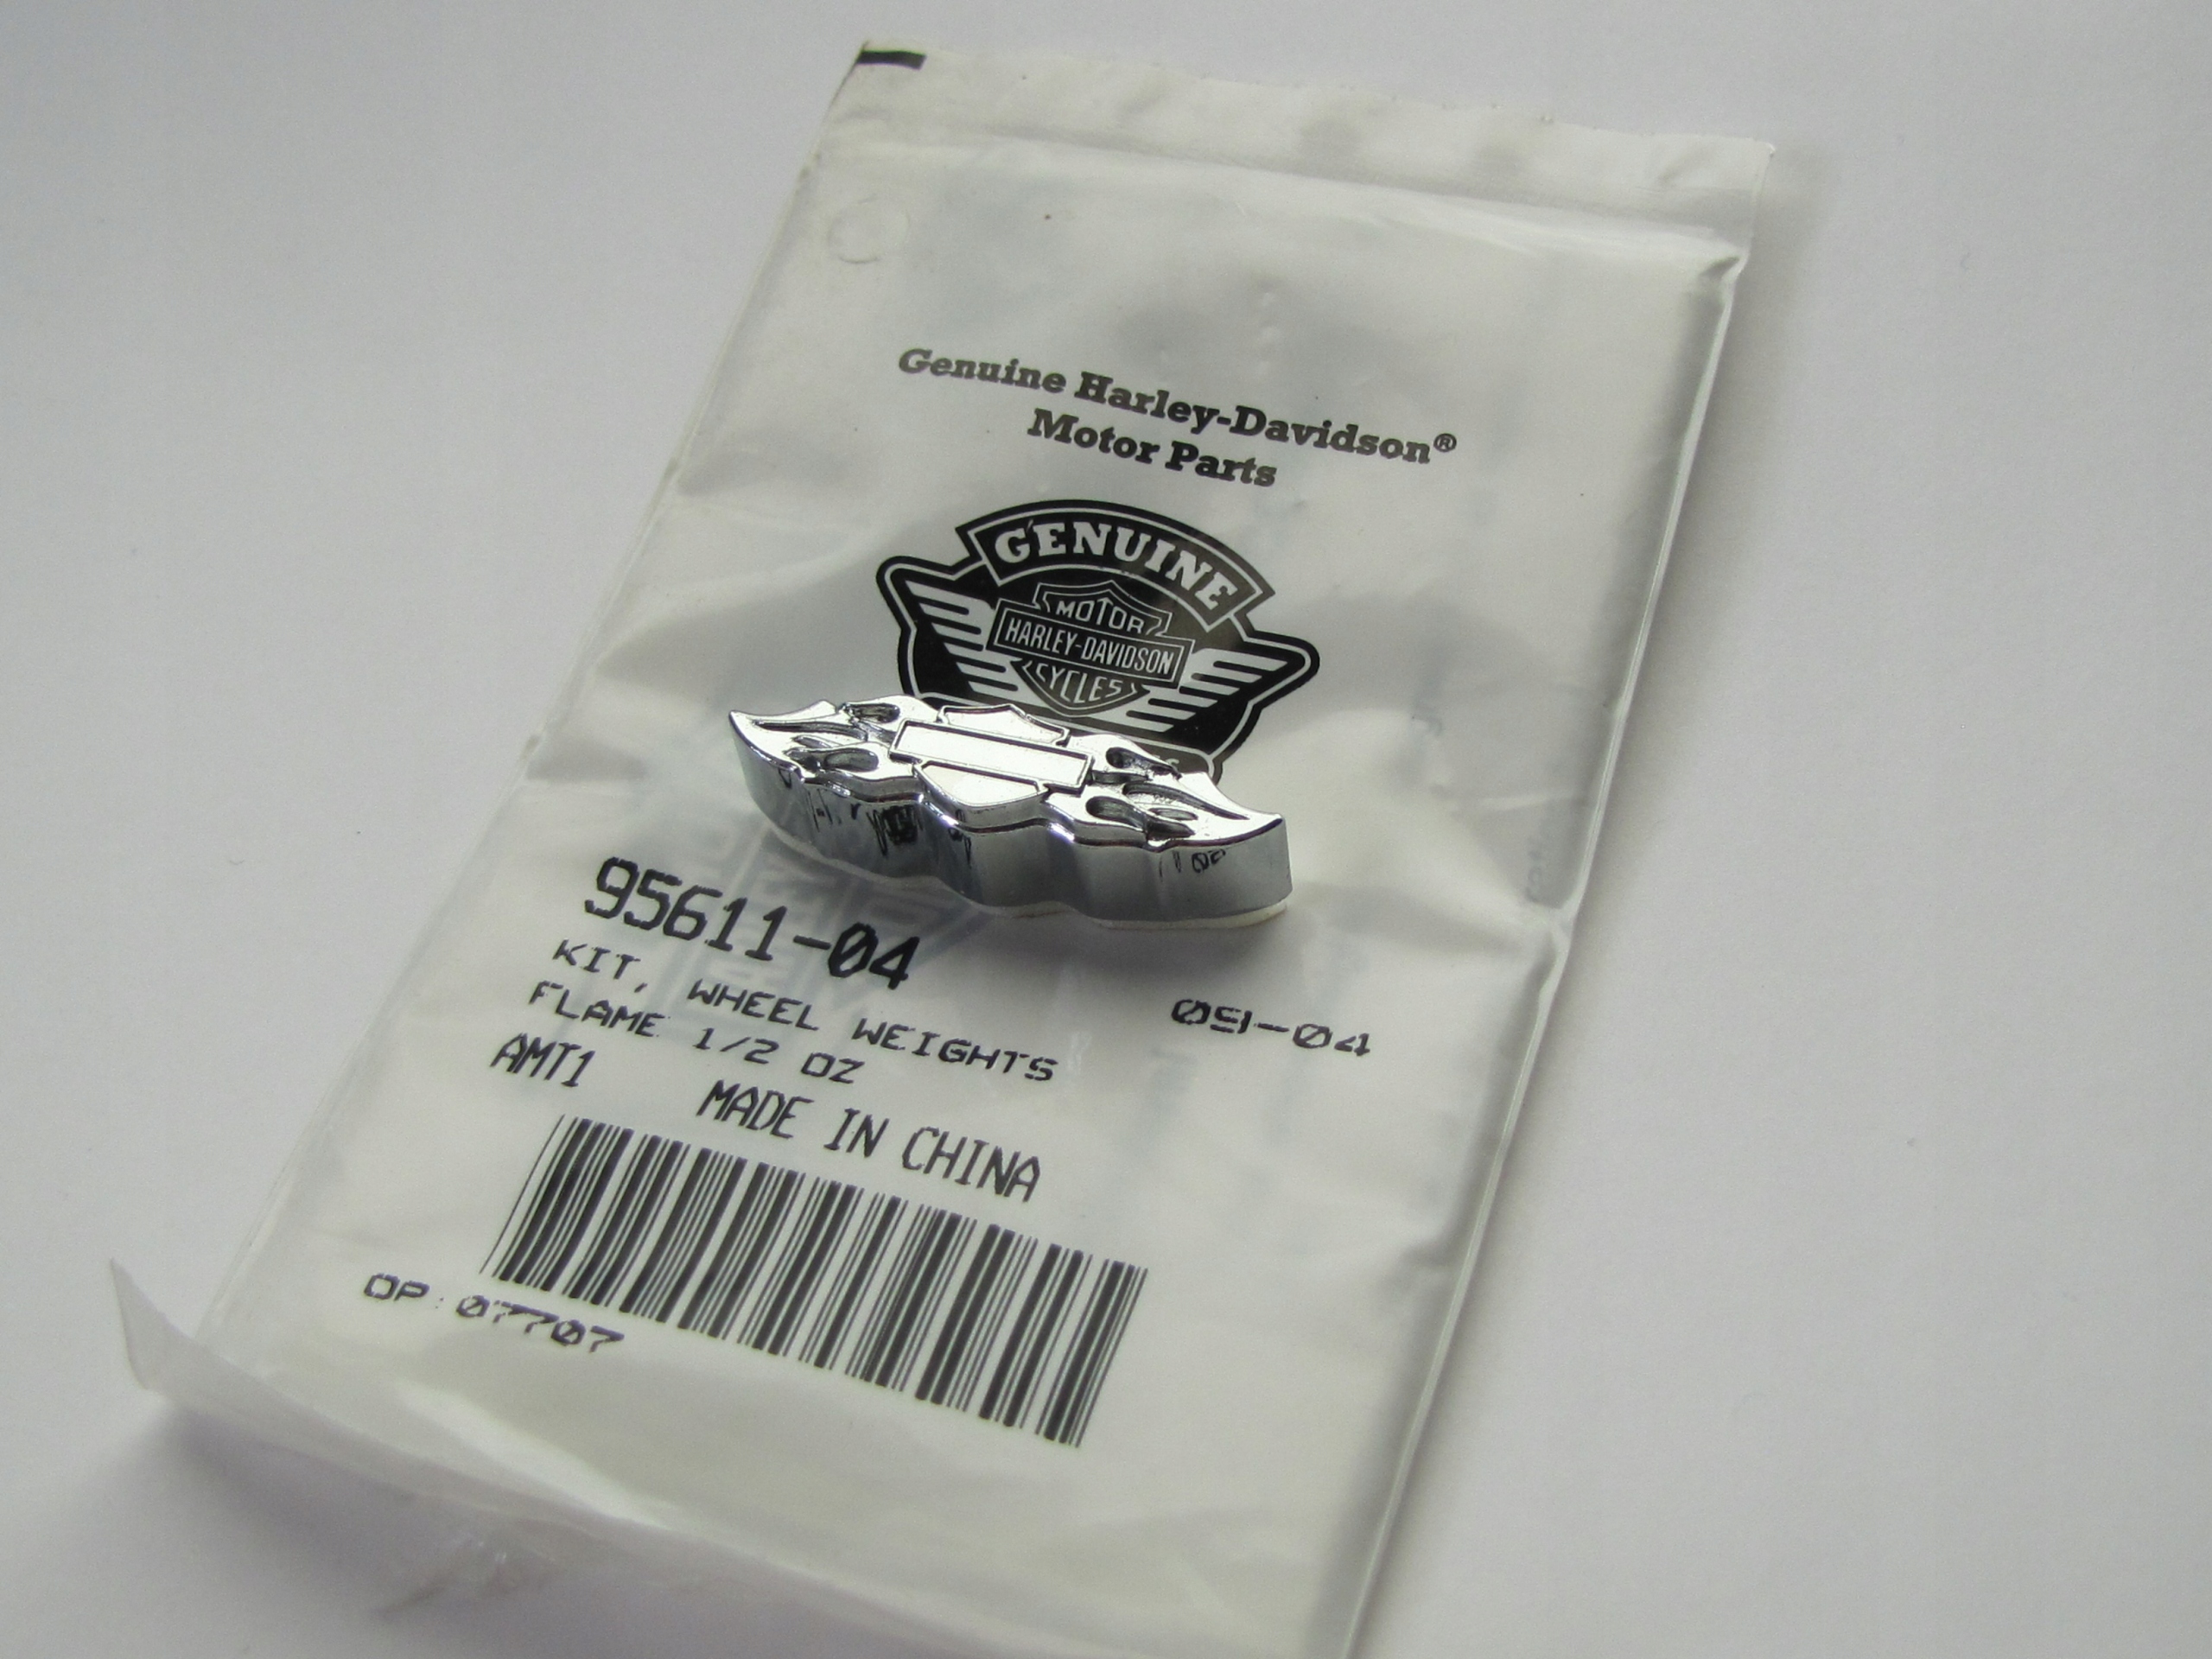 Genuine Harley-Davidson®
Motor Parts
GENUINE
MOTOR
HARLEY-DAVIDSON
CYCLES
95611-04
KIT, WHEEL WEIGHTS
09-04
FLAME 1/2 OZ
AMT1
MADE IN CHINA
OP: 07707